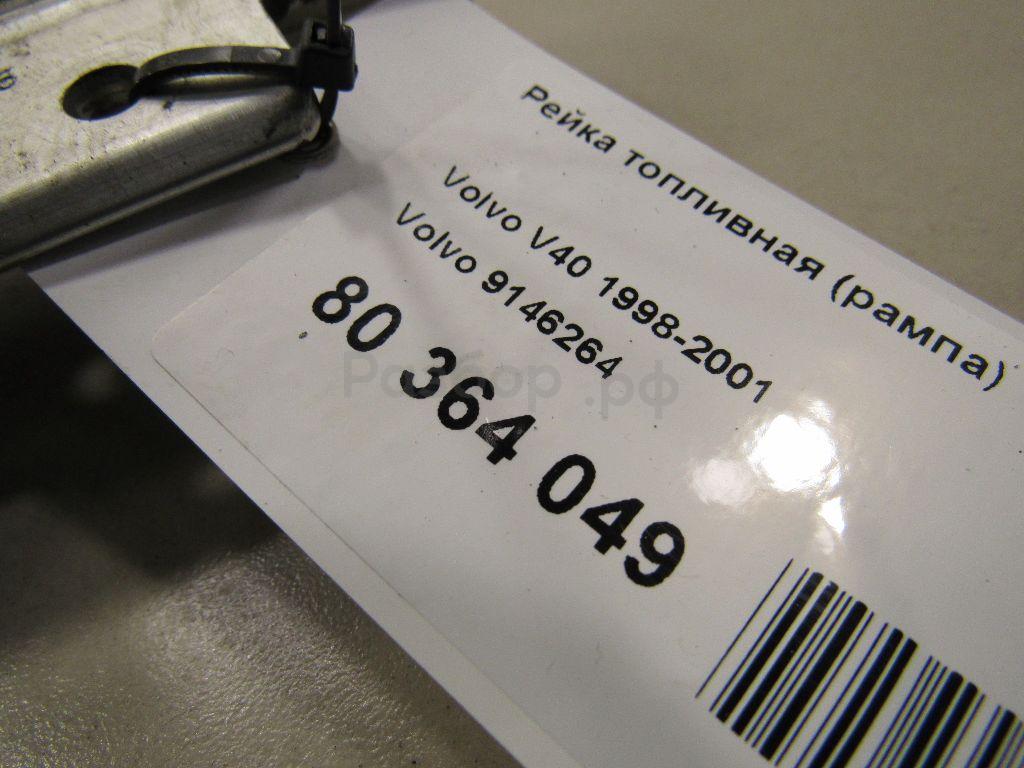 Рейка топливная (рампа)
Volvo V40 1998-2001
Volvo 9146264
80 364 049